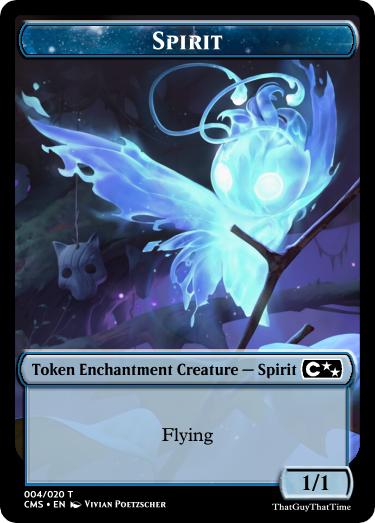 Spirit
Token Enchantment Creature — Spirit
C
Flying
1/1
004/020 T
CMS • EN Vivian Poetzscher
ThatGuyThatTime